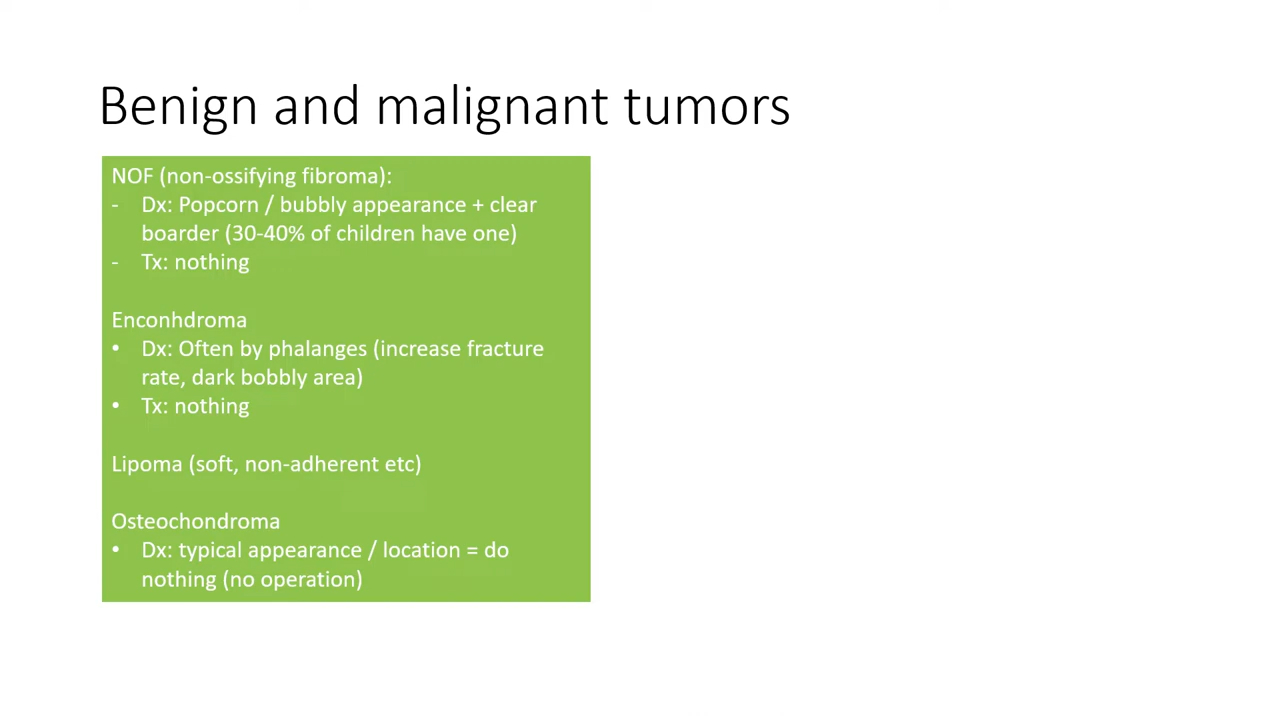 Benign and malignant tumors
NOF (non-ossifying fibroma):
- Dx: Popcorn / bubbly appearance + clear
boarder (30-40% of children have one)
- Tx: nothing
Enconhdroma
• Dx: Often by phalanges (increase fracture
rate, dark bobbly area)
• Tx: nothing
Lipoma (soft, non-adherent etc)
Osteochondroma
• Dx: typical appearance / location = do
nothing (no operation)